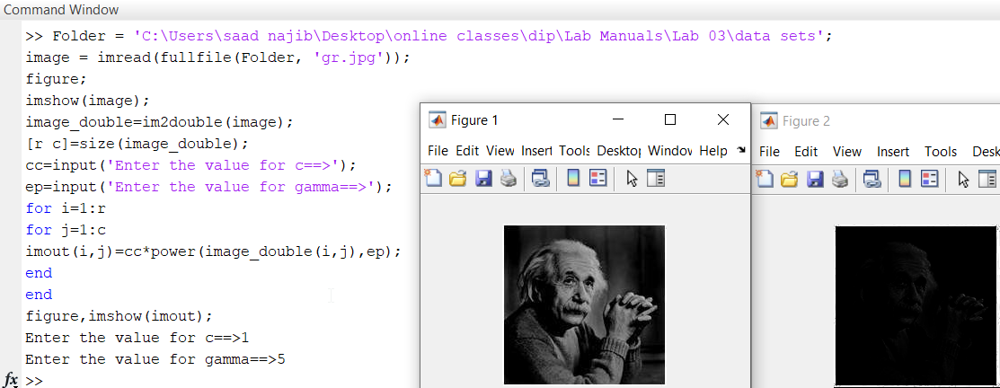 Command Window
>> Folder = 'C:\Users\saad najib\Desktop\online classes\dip\Lab Manuals\Lab 03\data sets';
image = imread(fullfile(Folder, 'gr.jpg'));
figure;
imshow(image);
image_double=im2double(image);
[r c]=size(image_double);
cc=input('Enter the value for c==>');
ep=input('Enter the value for gamma==>');
for i=1:r
for j=1:c
imout(i,j)=cc*power(image_double(i,j),ep);
end
end
figure,imshow(imout);
Enter the value for c==>1
Enter the value for gamma==>5
fx >>
Figure 1
File Edit View Insert Tools Desktop Window Help
Figure 2
File Edit View Insert Tools Desk